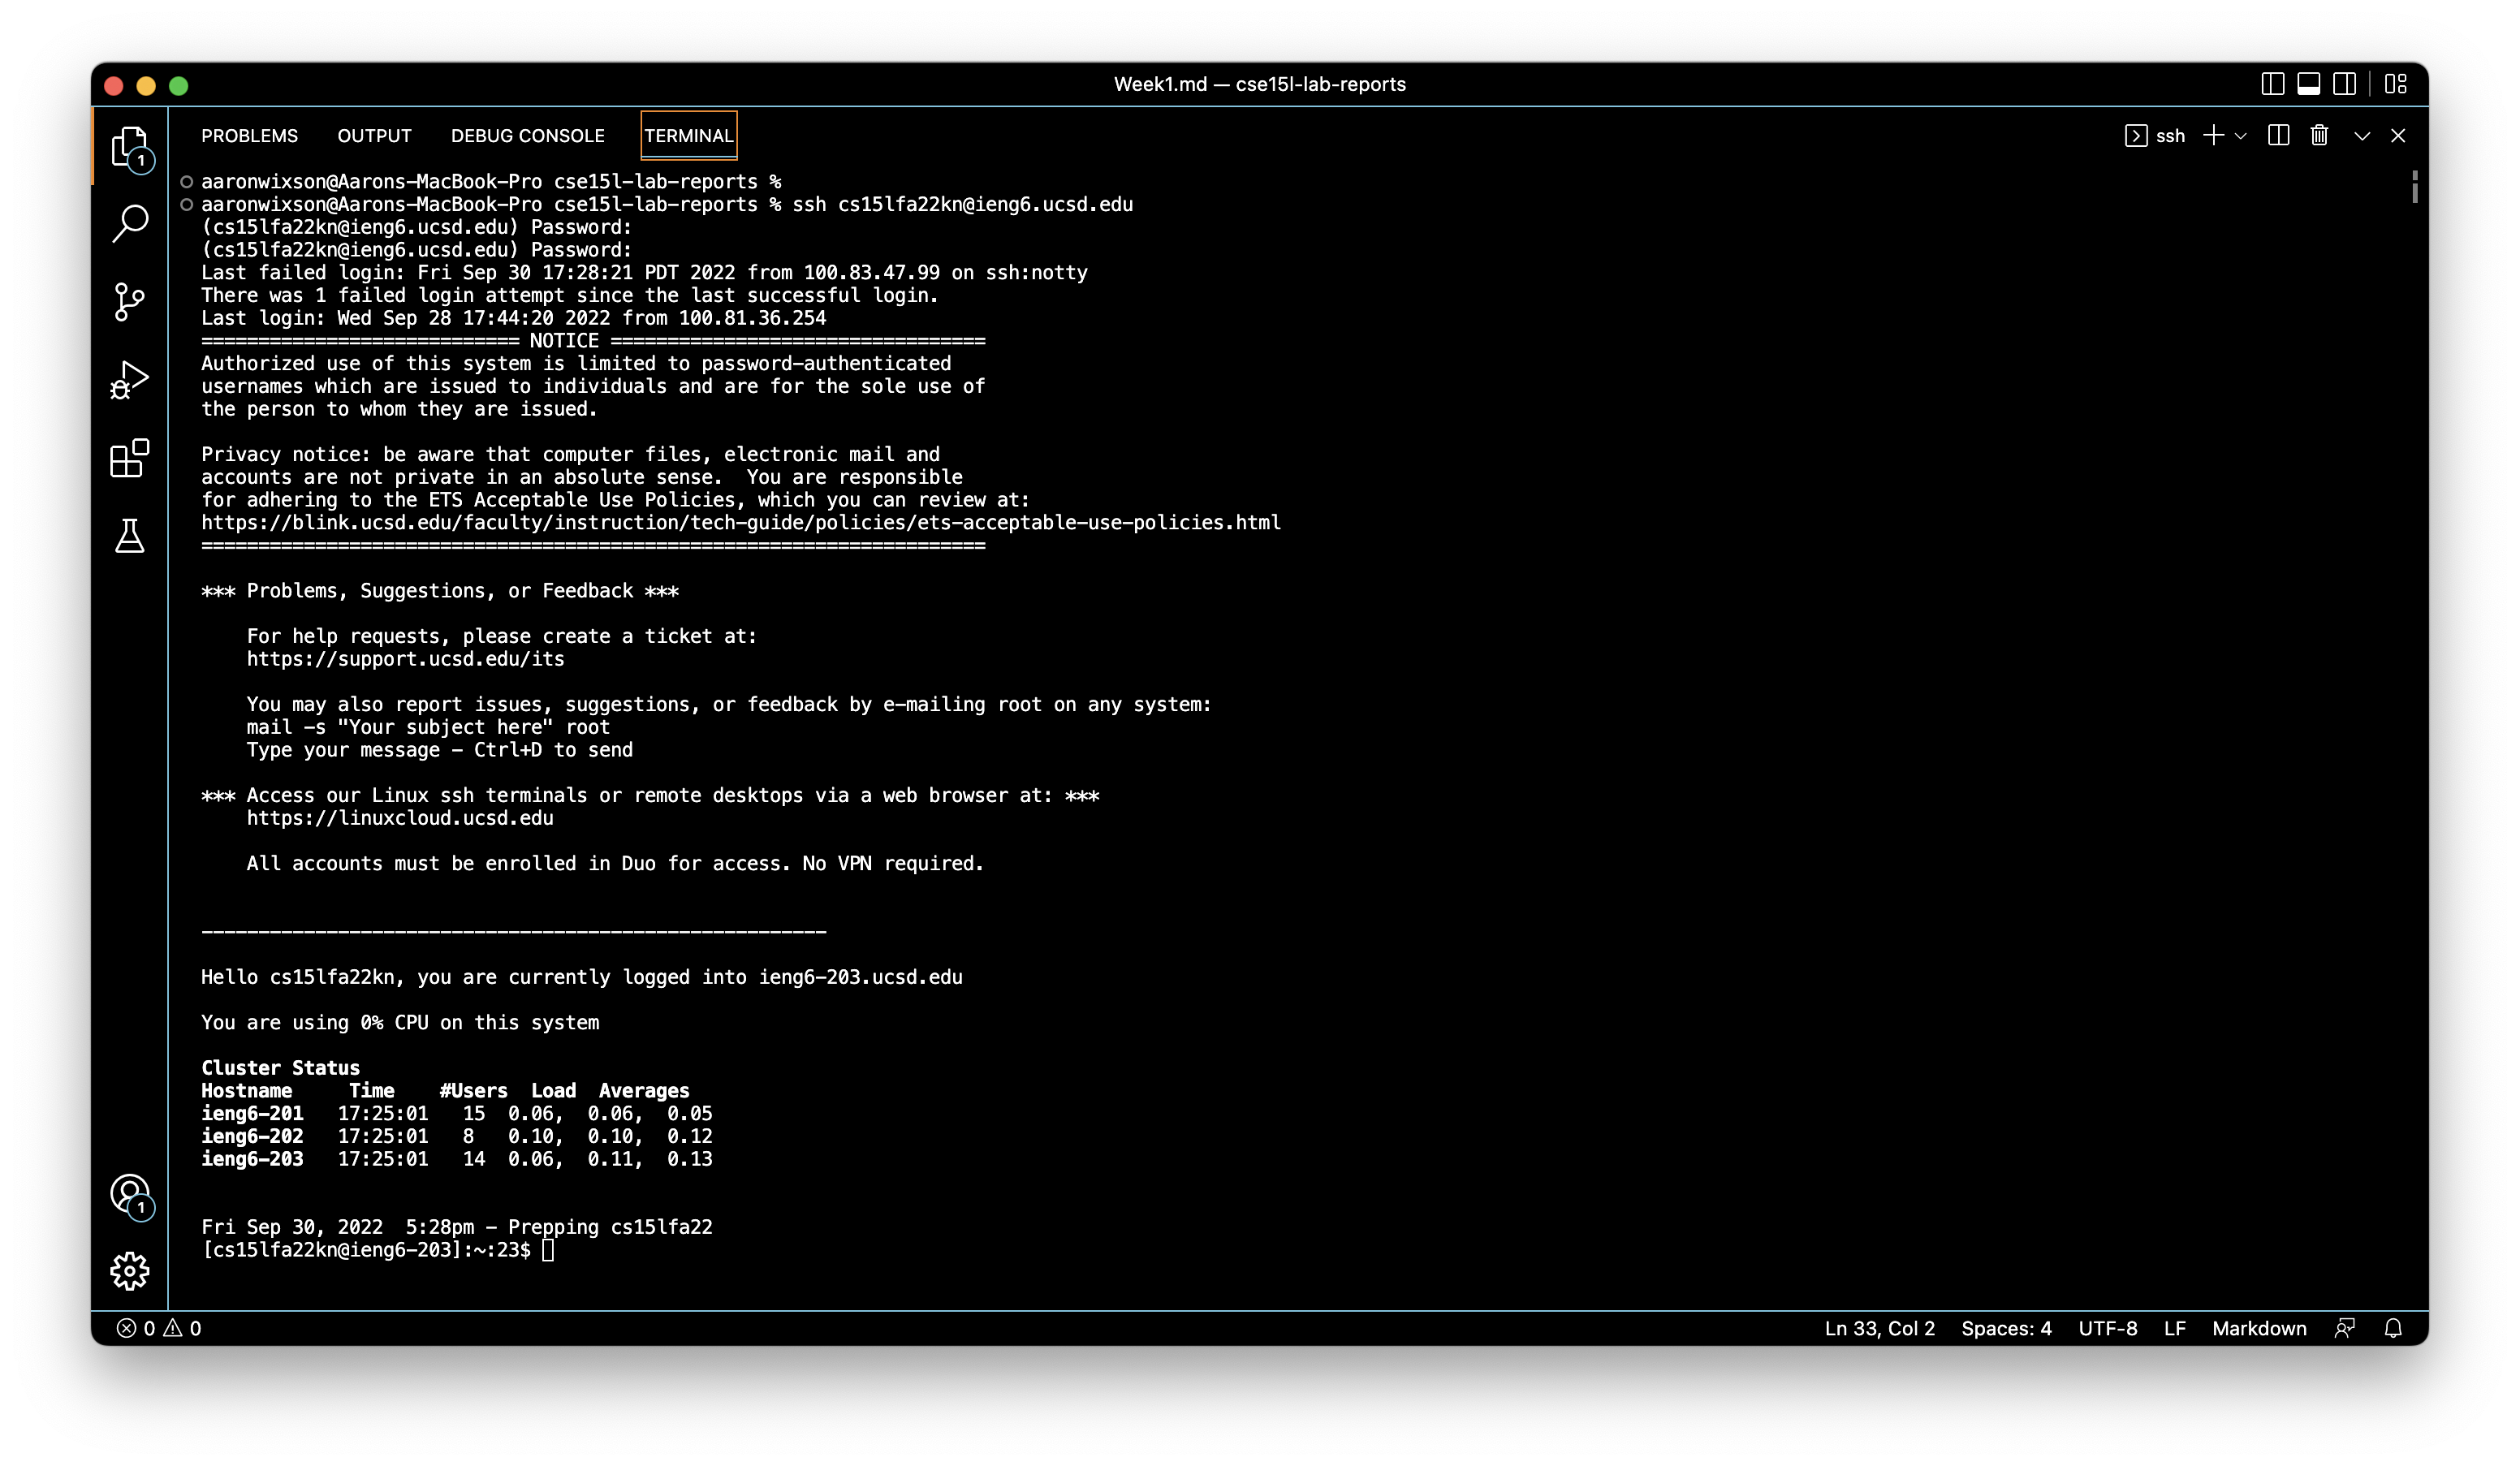 Week1.md — cse15l-lab-reports
PROBLEMS OUTPUT DEBUG CONSOLE TERMINAL ssh
1
aaronwixson@Aarons-MacBook-Pro cse15l-lab-reports %
aaronwixson@Aarons-MacBook-Pro cse15l-lab-reports % ssh cs15lfa22kn@ieng6.ucsd.edu
(cs15lfa22kn@ieng6.ucsd.edu) Password:
(cs15lfa22kn@ieng6.ucsd.edu) Password:
Last failed login: Fri Sep 30 17:28:21 PDT 2022 from 100.83.47.99 on ssh:notty
There was 1 failed login attempt since the last successful login.
Last login: Wed Sep 28 17:44:20 2022 from 100.81.36.254
============================ NOTICE =================================
Authorized use of this system is limited to password-authenticated
usernames which are issued to individuals and are for the sole use of
the person to whom they are issued.
Privacy notice: be aware that computer files, electronic mail and
accounts are not private in an absolute sense.  You are responsible
for adhering to the ETS Acceptable Use Policies, which you can review at:
https://blink.ucsd.edu/faculty/instruction/tech-guide/policies/ets-acceptable-use-policies.html
=====================================================================
*** Problems, Suggestions, or Feedback ***
For help requests, please create a ticket at:
https://support.ucsd.edu/its
You may also report issues, suggestions, or feedback by e-mailing root on any system:
mail -s "Your subject here" root
Type your message - Ctrl+D to send
*** Access our Linux ssh terminals or remote desktops via a web browser at: ***
https://linuxcloud.ucsd.edu
All accounts must be enrolled in Duo for access. No VPN required.
-------------------------------------------------------
Hello cs15lfa22kn, you are currently logged into ieng6-203.ucsd.edu
You are using 0% CPU on this system
Cluster Status
Hostname     Time    #Users  Load  Averages
ieng6-201   17:25:01   15  0.06,  0.06,  0.05
ieng6-202   17:25:01   8   0.10,  0.10,  0.12
ieng6-203   17:25:01   14  0.06,  0.11,  0.13
1
Fri Sep 30, 2022  5:28pm - Prepping cs15lfa22
[cs15lfa22kn@ieng6-203]:~:23$
0 0 Ln 33, Col 2 Spaces: 4 UTF-8 LF Markdown